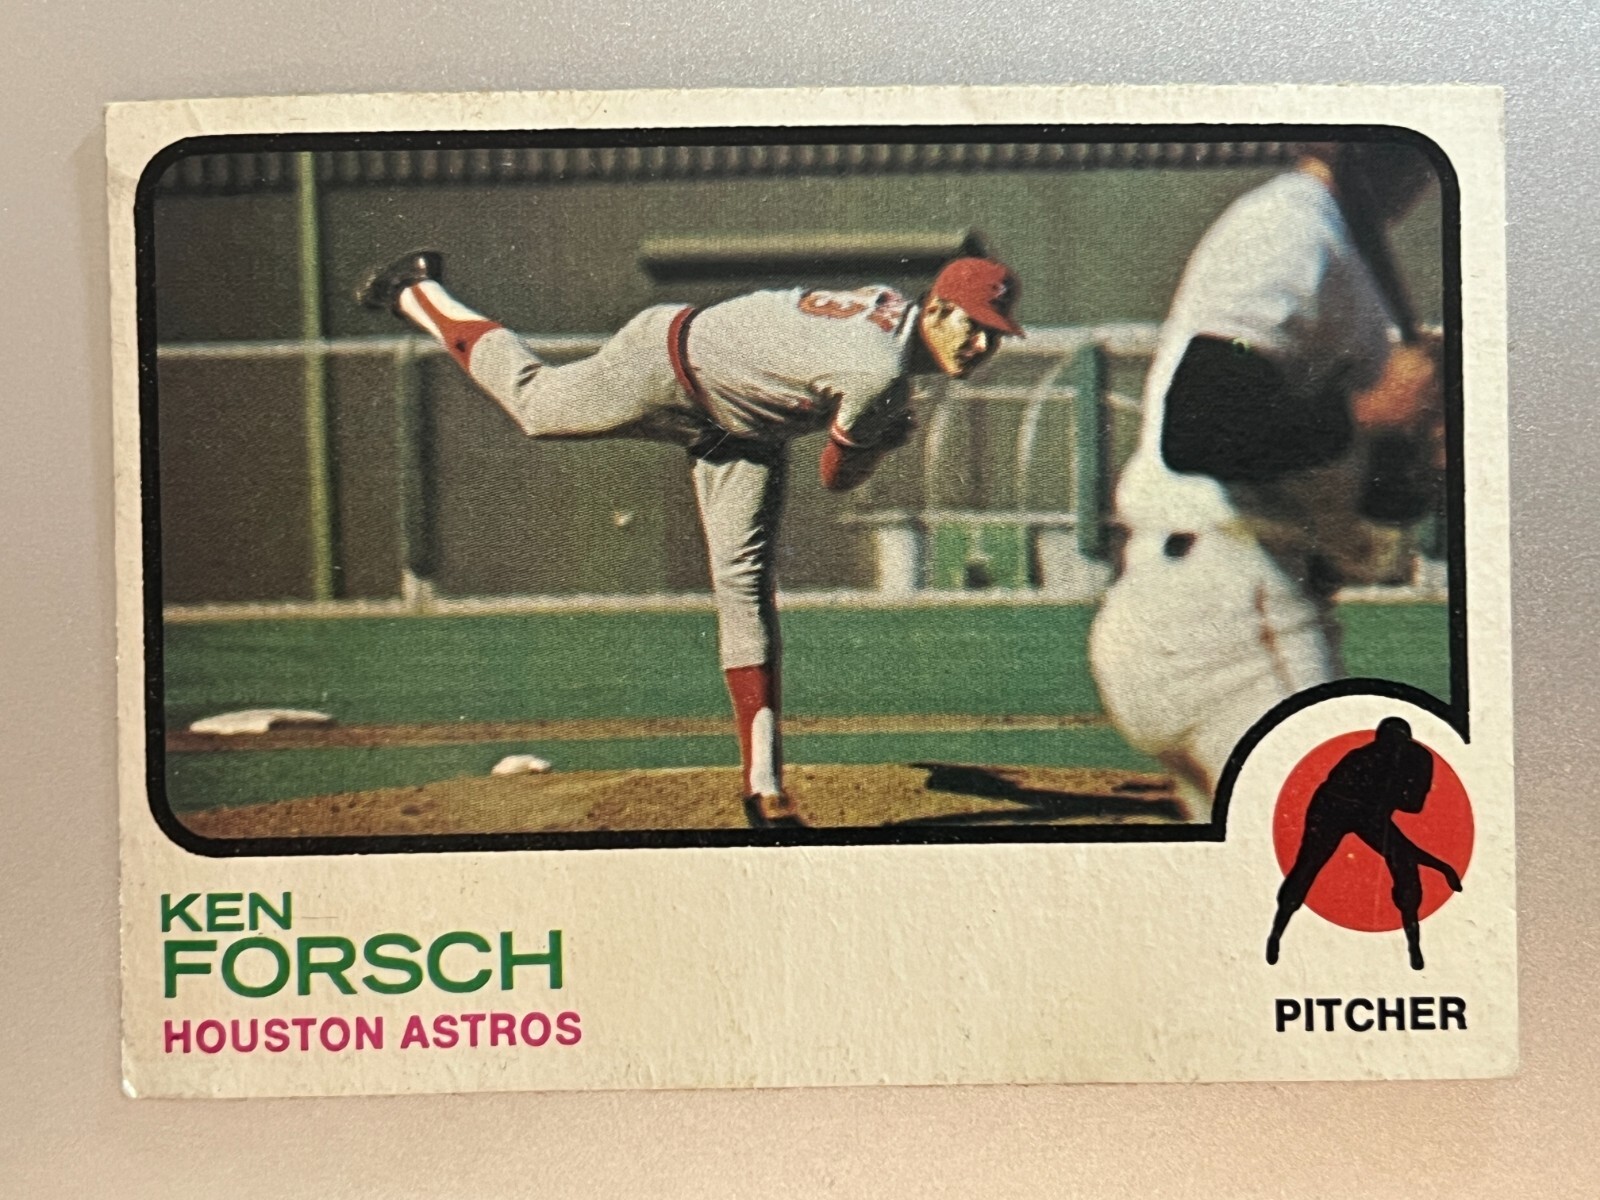 KEN
FORSCH
HOUSTON ASTROS
PITCHER